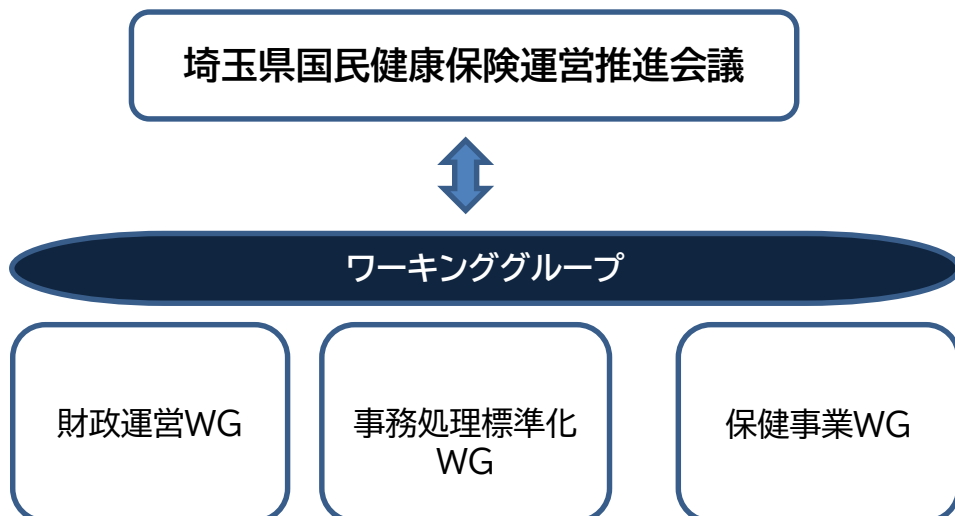 埼玉県国民健康保険運営推進会議
ワーキンググループ
財政運営WG
事務処理標準化
WG
保健事業WG